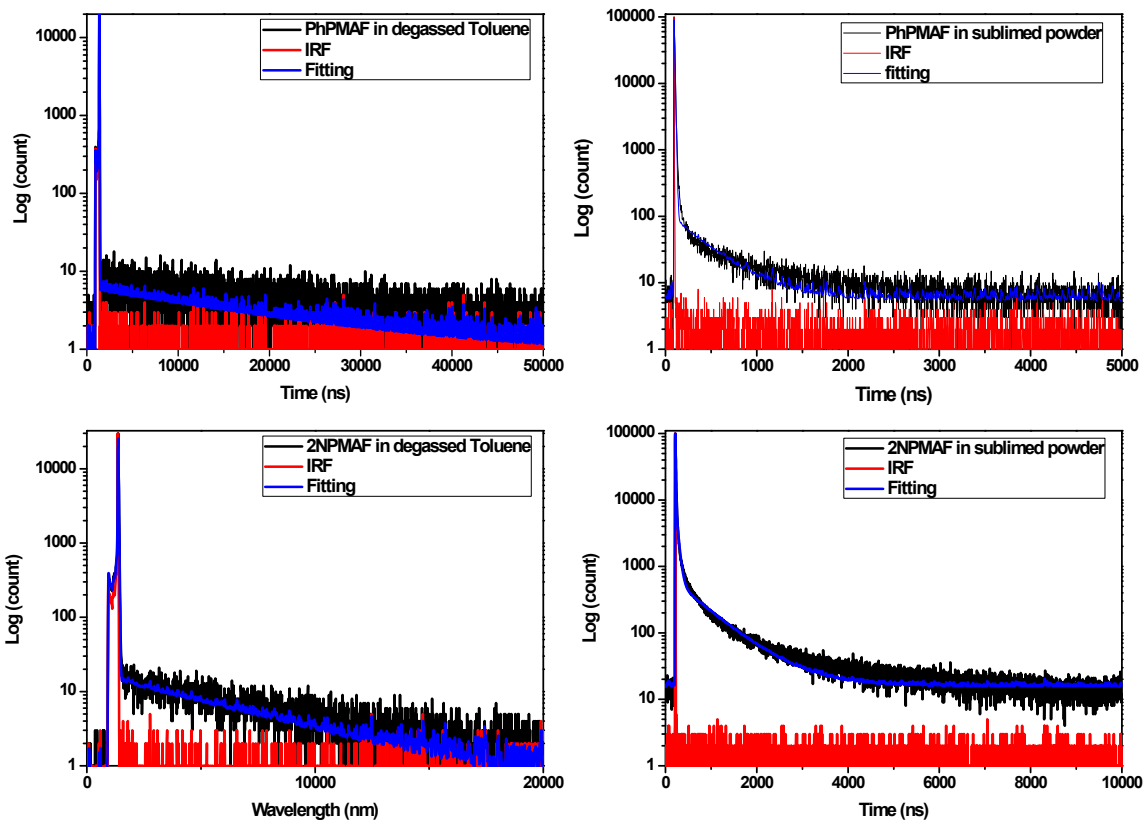 PhPMAF in degassed Toluene
IRF
Fitting
10000
1000
100
10
1
Log (count)
0
10000
20000
30000
40000
50000
Time (ns)
PhPMAF in sublimed powder
IRF
fitting
100000
10000
1000
100
10
1
Log (count)
0
1000
2000
3000
4000
5000
Time (ns)
2NPMAF in degassed Toluene
IRF
Fitting
10000
1000
100
10
1
Log (count)
0
10000
20000
Wavelength (nm)
2NPMAF in sublimed powder
IRF
Fitting
100000
10000
1000
100
10
1
Log (count)
0
2000
4000
6000
8000
10000
Time (ns)